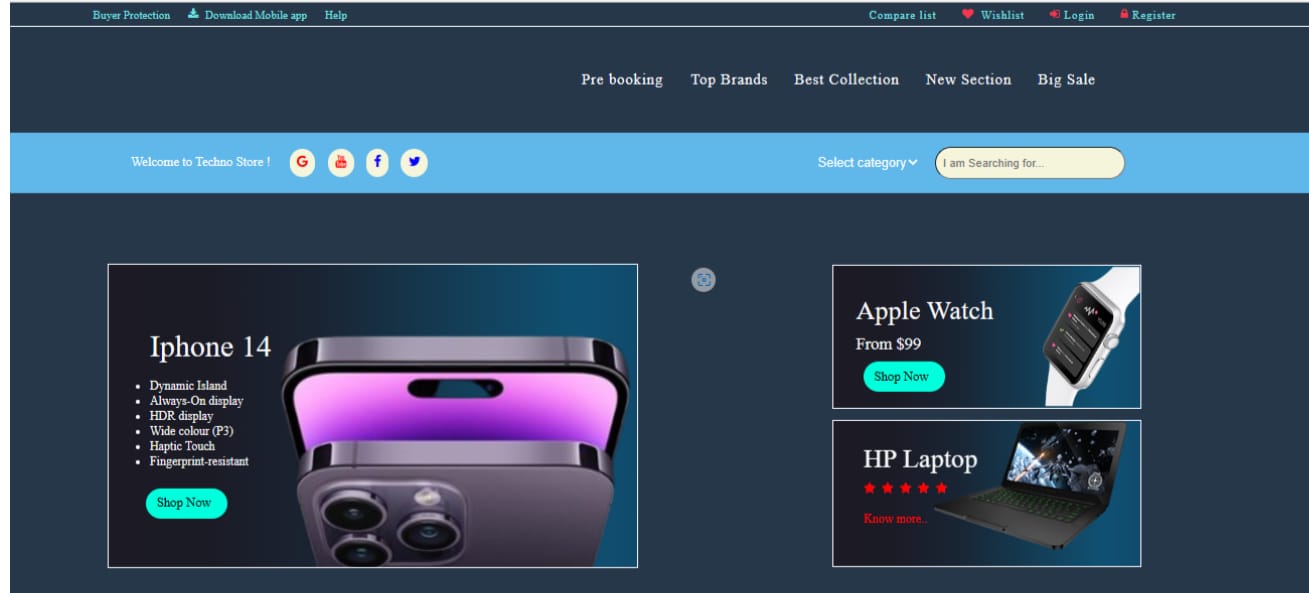 Buyer Protection Download Mobile app Help Compare list Wishlist Login Register
Pre booking Top Brands Best Collection New Section Big Sale
Welcome to Techno Store ! G You Tube f Select category I am Searching for...
Iphone 14
Dynamic Island
Always-On display
HDR display
Wide colour (P3)
Haptic Touch
Fingerprint-resistant
Shop Now
Apple Watch
From $99
Shop Now
HP Laptop
Know more..